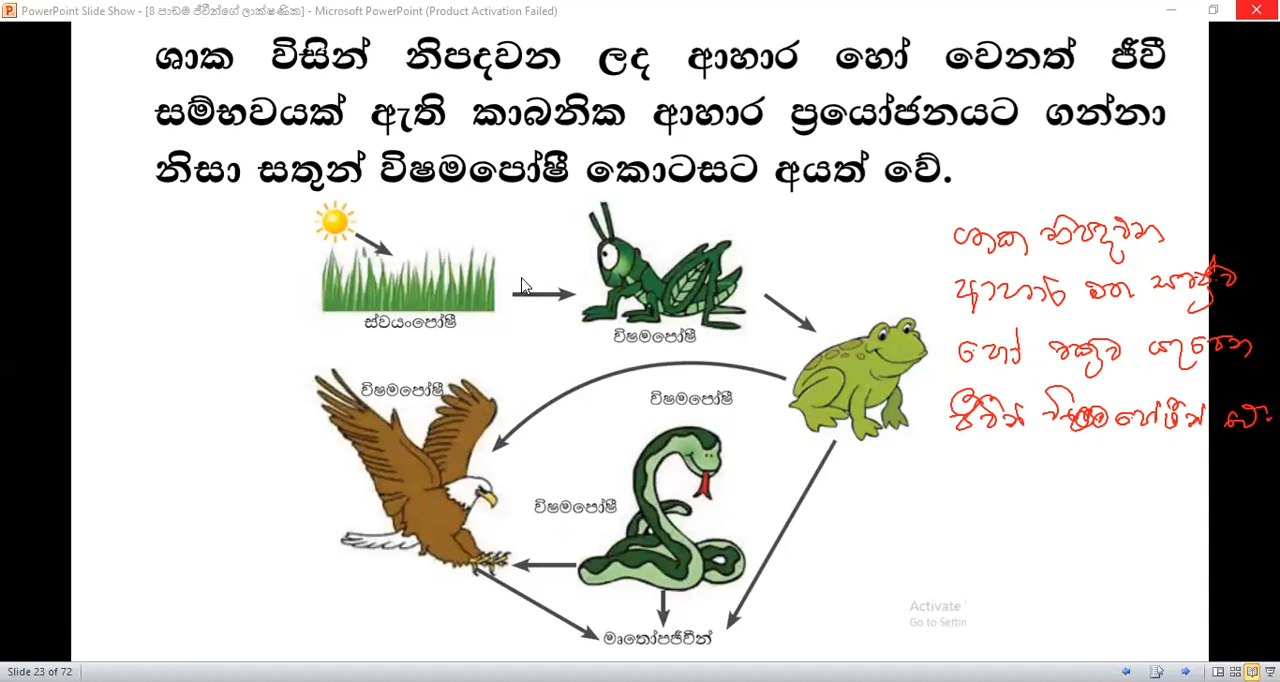 PowerPoint Slide Show - [8 පාඩම ජීවීන්ගේ ලාක්ෂණික] - Microsoft PowerPoint (Product Activation Failed)
ශාක විසින් නිපදවන ලද ආහාර හෝ වෙනත් ජීවී
සම්භවයක් ඇති කාබනික ආහාර ප්‍රයෝජනයට ගන්නා
නිසා සතුන් විෂමපෝෂී කොටසට අයත් වේ.
ශාක නිපදවන
ආහාර මත සෘජුව
හෝ වක්‍රව යැපෙන
ජීවීන් විෂමපෝෂීන් වේ.
ස්වයංපෝෂී
විෂමපෝෂී
විෂමපෝෂී
විෂමපෝෂී
විෂමපෝෂී
මෘතෝපජීවීන්
Activate
Go to Settin
Slide 23 of 72